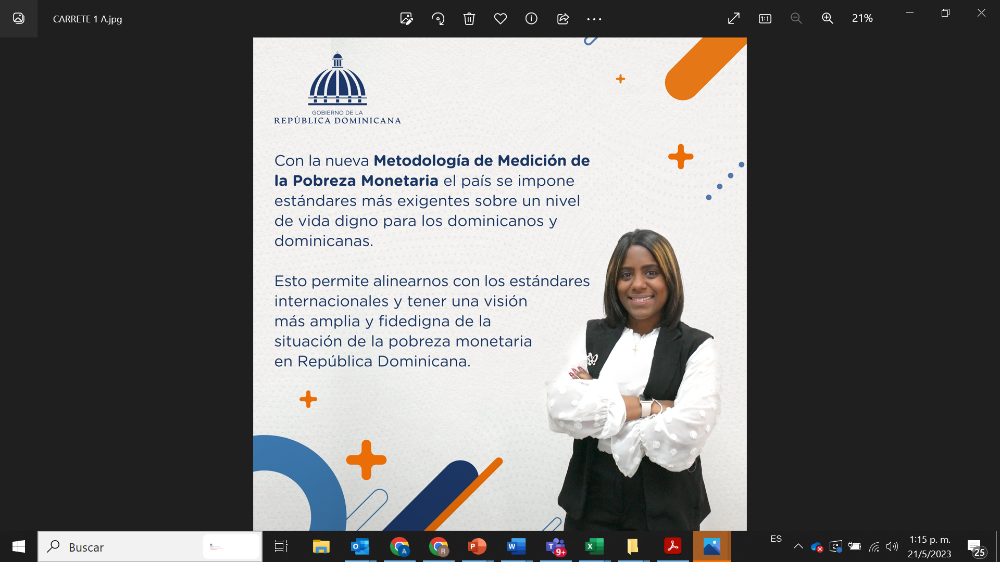 CARRETE 1 A.jpg
1:1
21%
GOBIERNO DE LA
REPÚBLICA DOMINICANA
Con la nueva Metodología de Medición de
la Pobreza Monetaria el país se impone
estándares más exigentes sobre un nivel
de vida digno para los dominicanos y
dominicanas.
Esto permite alinearnos con los estándares
internacionales y tener una visión
más amplia y fidedigna de la
situación de la pobreza monetaria
en República Dominicana.
Buscar
O
A
R
P
W
T
9+
X
ES
1:15 p. m.
21/5/2023
25